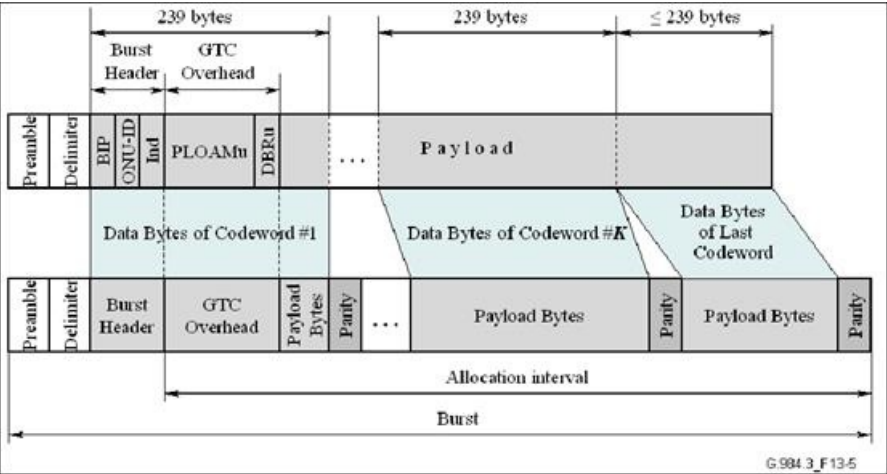 239 bytes
239 bytes
≤ 239 bytes
Burst
Header
GTC
Overhead
Preamble
Delimiter
BIP
ONU-ID
Ind
PLOAMu
DBRu
...
Payload
Data Bytes of Codeword #1
Data Bytes of Codeword #K
Data Bytes
of Last
Codeword
Preamble
Delimiter
Burst
Header
GTC
Overhead
Payload
Bytes
Parity
...
Payload Bytes
Parity
Payload Bytes
Parity
Allocation interval
Burst
G.984.3_F13-5